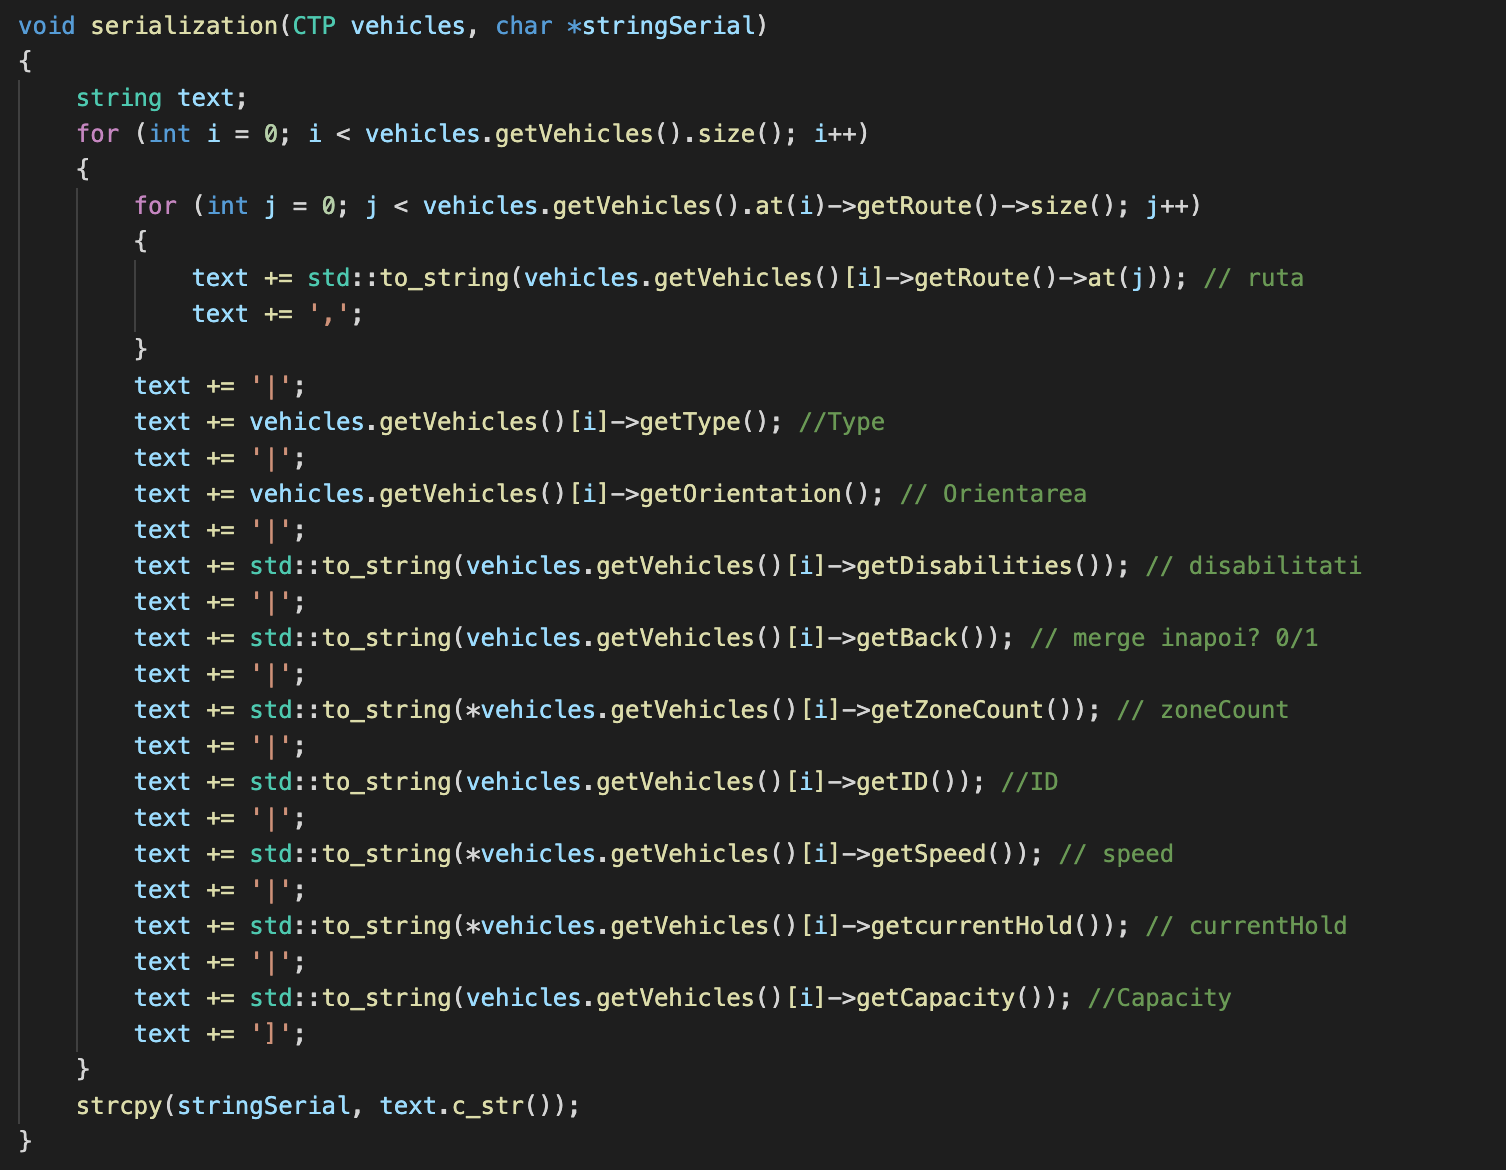 void serialization(CTP vehicles, char *stringSerial)
{
    string text;
    for (int i = 0; i < vehicles.getVehicles().size(); i++)
    {
        for (int j = 0; j < vehicles.getVehicles().at(i)->getRoute()->size(); j++)
        {
            text += std::to_string(vehicles.getVehicles()[i]->getRoute()->at(j)); // ruta
            text += ',';
        }
        text += '|';
        text += vehicles.getVehicles()[i]->getType(); //Type
        text += '|';
        text += vehicles.getVehicles()[i]->getOrientation(); // Orientarea
        text += '|';
        text += std::to_string(vehicles.getVehicles()[i]->getDisabilities()); // disabilitati
        text += '|';
        text += std::to_string(vehicles.getVehicles()[i]->getBack()); // merge inapoi? 0/1
        text += '|';
        text += std::to_string(*vehicles.getVehicles()[i]->getZoneCount()); // zoneCount
        text += '|';
        text += std::to_string(vehicles.getVehicles()[i]->getID()); //ID
        text += '|';
        text += std::to_string(*vehicles.getVehicles()[i]->getSpeed()); // speed
        text += '|';
        text += std::to_string(*vehicles.getVehicles()[i]->getcurrentHold()); // currentHold
        text += '|';
        text += std::to_string(vehicles.getVehicles()[i]->getCapacity()); //Capacity
        text += ']';
    }
    strcpy(stringSerial, text.c_str());
}